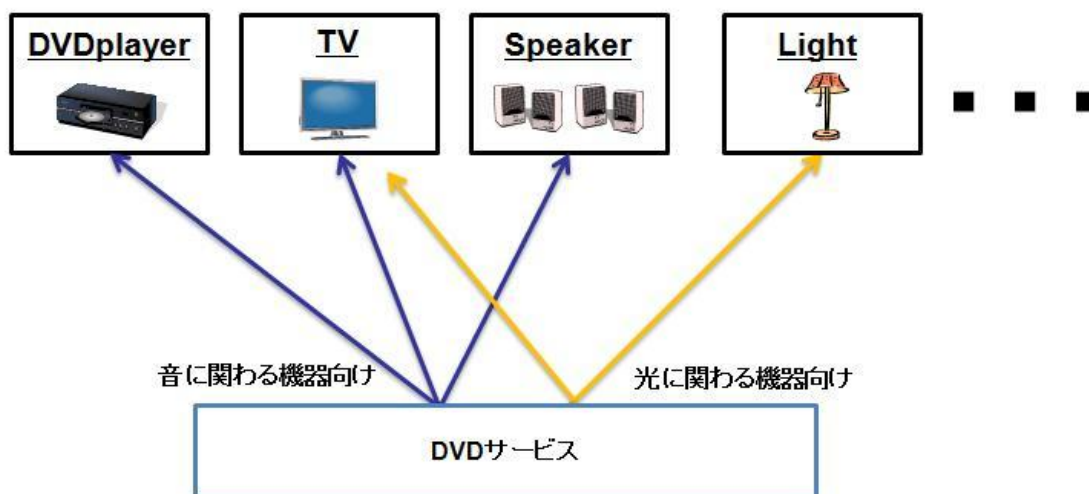 DVDplayer
TV
Speaker
Light
音に関わる機器向け
光に関わる機器向け
DVDサービス